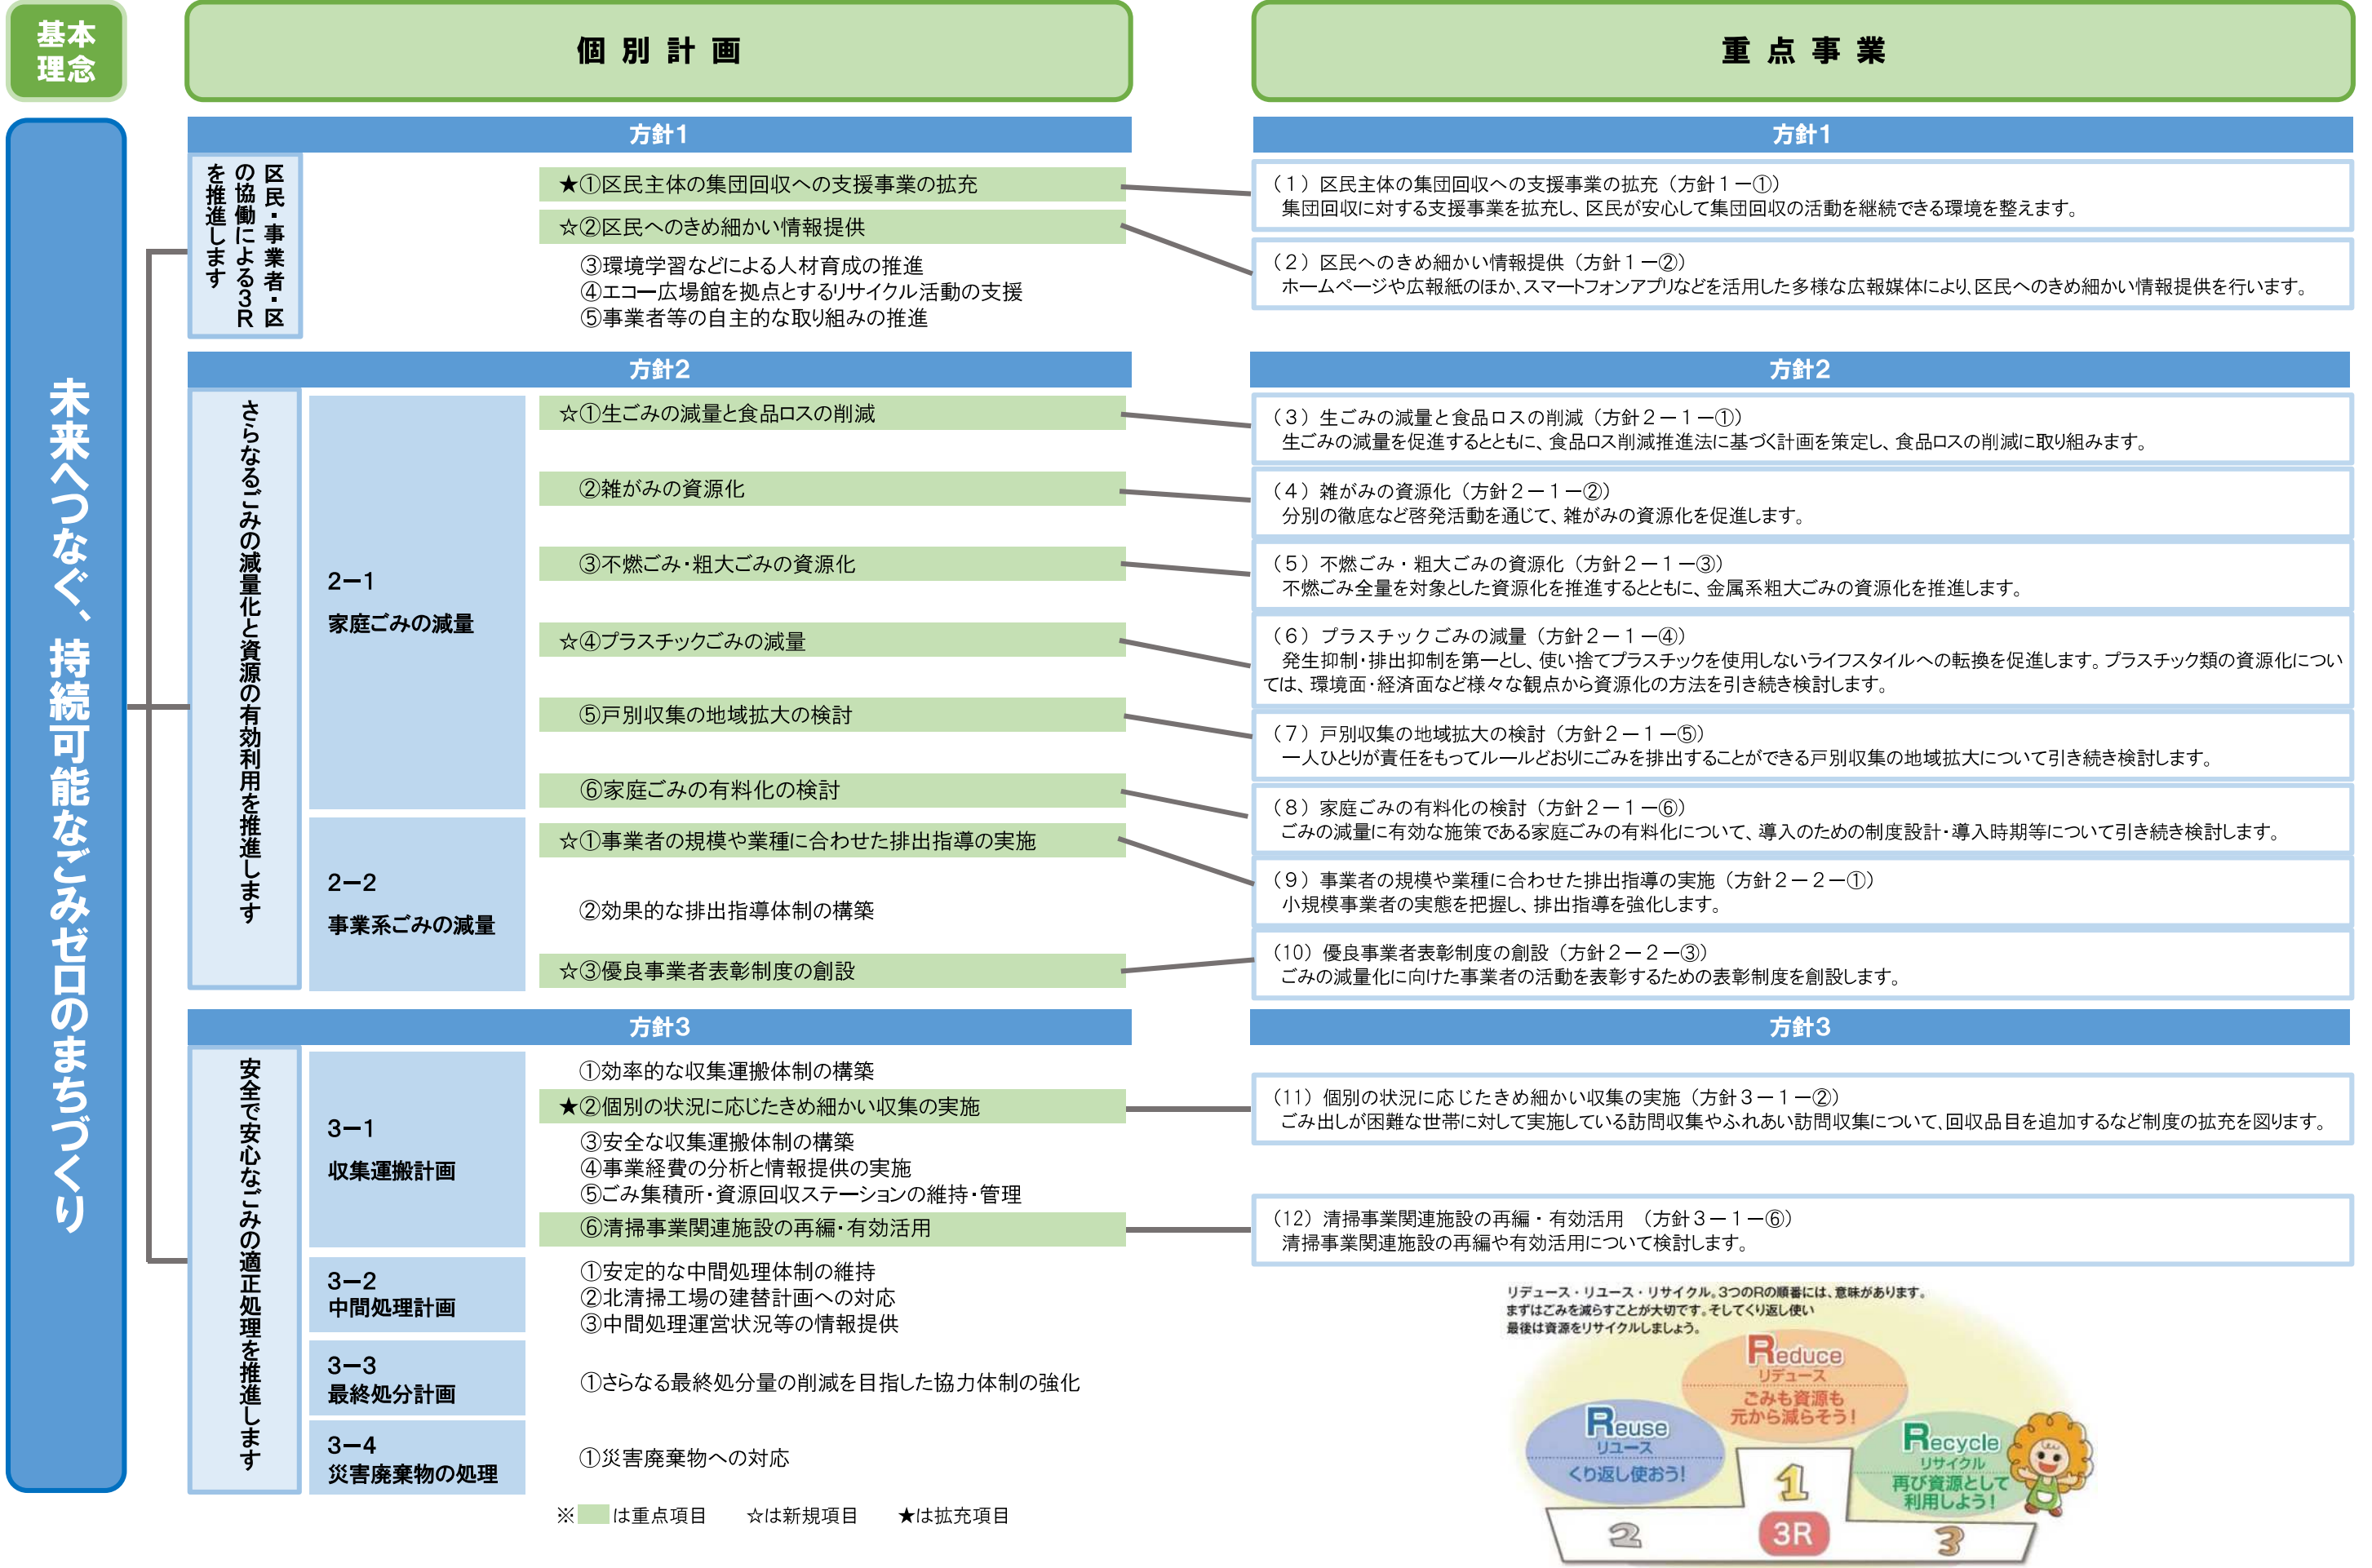 基本
理念
個別計画
重点事業
未来へつなぐ、持続可能なごみゼロのまちづくり
方針1
区民・事業者・区
の協働による3R
を推進します
★①区民主体の集団回収への支援事業の拡充
☆②区民へのきめ細かい情報提供
③環境学習などによる人材育成の推進
④エコー広場館を拠点とするリサイクル活動の支援
⑤事業者等の自主的な取り組みの推進
方針1
（1）区民主体の集団回収への支援事業の拡充（方針1－①）
集団回収に対する支援事業を拡充し、区民が安心して集団回収の活動を継続できる環境を整えます。
（2）区民へのきめ細かい情報提供（方針1－②）
ホームページや広報紙のほか、スマートフォンアプリなどを活用した多様な広報媒体により、区民へのきめ細かい情報提供を行います。
方針2
さらなるごみの減量化と資源の有効利用を推進します
2－1
家庭ごみの減量
☆①生ごみの減量と食品ロスの削減
②雑がみの資源化
③不燃ごみ・粗大ごみの資源化
☆④プラスチックごみの減量
⑤戸別収集の地域拡大の検討
⑥家庭ごみの有料化の検討
2－2
事業系ごみの減量
☆①事業者の規模や業種に合わせた排出指導の実施
②効果的な排出指導体制の構築
☆③優良事業者表彰制度の創設
方針2
（3）生ごみの減量と食品ロスの削減（方針2－1－①）
生ごみの減量を促進するとともに、食品ロス削減推進法に基づく計画を策定し、食品ロスの削減に取り組みます。
（4）雑がみの資源化（方針2－1－②）
分別の徹底など啓発活動を通じて、雑がみの資源化を促進します。
（5）不燃ごみ・粗大ごみの資源化（方針2－1－③）
不燃ごみ全量を対象とした資源化を推進するとともに、金属系粗大ごみの資源化を推進します。
（6）プラスチックごみの減量（方針2－1－④）
発生抑制・排出抑制を第一とし、使い捨てプラスチックを使用しないライフスタイルへの転換を促進します。プラスチック類の資源化につい
ては、環境面・経済面など様々な観点から資源化の方法を引き続き検討します。
（7）戸別収集の地域拡大の検討（方針2－1－⑤）
一人ひとりが責任をもってルールどおりにごみを排出することができる戸別収集の地域拡大について引き続き検討します。
（8）家庭ごみの有料化の検討（方針2－1－⑥）
ごみの減量に有効な施策である家庭ごみの有料化について、導入のための制度設計・導入時期等について引き続き検討します。
（9）事業者の規模や業種に合わせた排出指導の実施（方針2－2－①）
小規模事業者の実態を把握し、排出指導を強化します。
（10）優良事業者表彰制度の創設（方針2－2－③）
ごみの減量化に向けた事業者の活動を表彰するための表彰制度を創設します。
方針3
安全で安心なごみの適正処理を推進します
3－1
収集運搬計画
①効率的な収集運搬体制の構築
★②個別の状況に応じたきめ細かい収集の実施
③安全な収集運搬体制の構築
④事業経費の分析と情報提供の実施
⑤ごみ集積所・資源回収ステーションの維持・管理
⑥清掃事業関連施設の再編・有効活用
3－2
中間処理計画
①安定的な中間処理体制の維持
②北清掃工場の建替計画への対応
③中間処理運営状況等の情報提供
3－3
最終処分計画
①さらなる最終処分量の削減を目指した協力体制の強化
3－4
災害廃棄物の処理
①災害廃棄物への対応
※ は重点項目 ☆は新規項目 ★は拡充項目
方針3
（11）個別の状況に応じたきめ細かい収集の実施（方針3－1－②）
ごみ出しが困難な世帯に対して実施している訪問収集やふれあい訪問収集について、回収品目を追加するなど制度の拡充を図ります。
（12）清掃事業関連施設の再編・有効活用 （方針3－1－⑥）
清掃事業関連施設の再編や有効活用について検討します。
リデュース・リユース・リサイクル。3つのRの順番には、意味があります。
まずはごみを減らすことが大切です。そしてくり返し使い
最後は資源をリサイクルしましょう。
Reduce
リデュース
ごみも資源も
元から減らそう！
Reuse
リユース
くり返し使おう！
Recycle
リサイクル
再び資源として
利用しよう！
1
2
3R
3